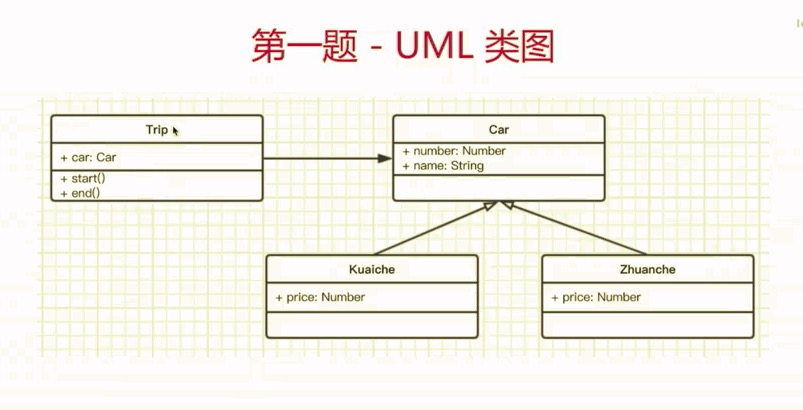 第一题 - UML 类图
Trip
+ car: Car
+ start()
+ end()
Car
+ number: Number
+ name: String
Kuaiche
+ price: Number
Zhuanche
+ price: Number